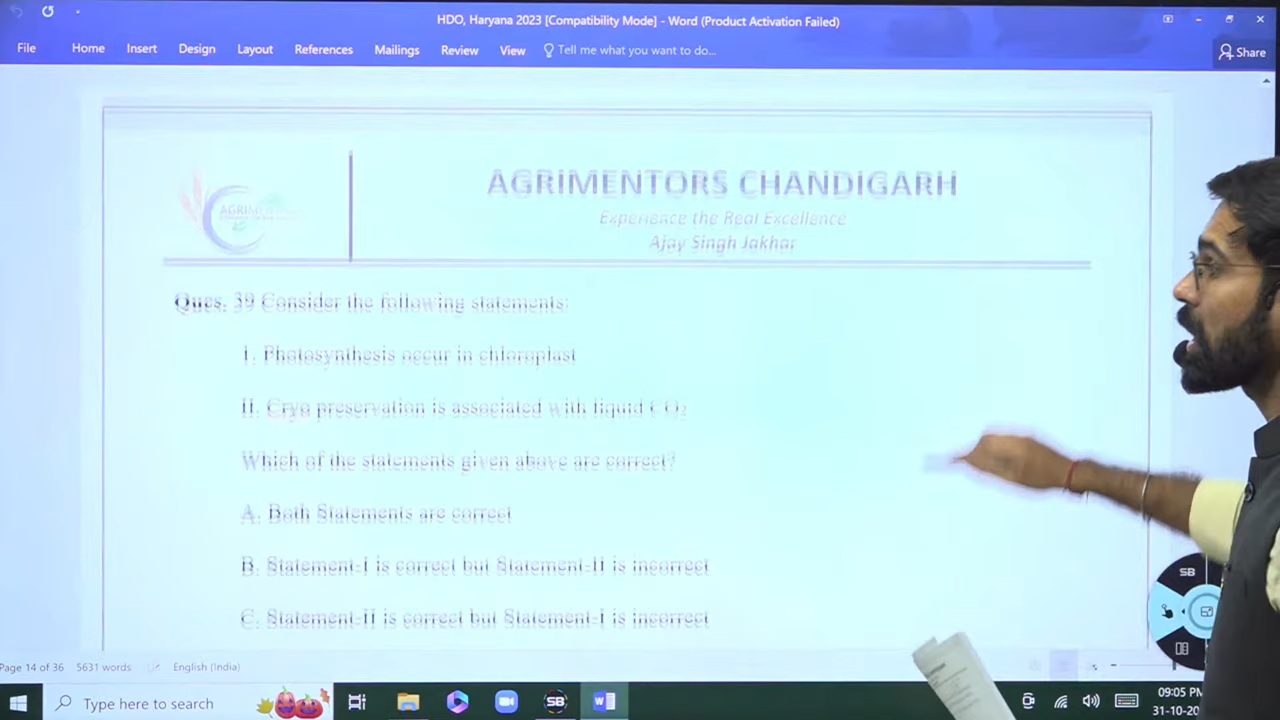 HDO, Haryana 2023 [Compatibility Mode] - Word (Product Activation Failed)
File Home Insert Design Layout References Mailings Review View Tell me what you want to do... Share
AGRIMENTORS CHANDIGARH
Experience the Real Excellence
Ajay Singh Jakhar
Ques. 39 Consider the following statements:
I. Photosynthesis occur in chloroplast
II. Cryo preservation is associated with liquid CO₂
Which of the statements given above are correct?
A. Both Statements are correct
B. Statement-I is correct but Statement-II is incorrect
C. Statement-II is correct but Statement-I is incorrect
SB
Page 14 of 36 5631 words English (India)
Type here to search
SB
09:05 PM
31-10-20